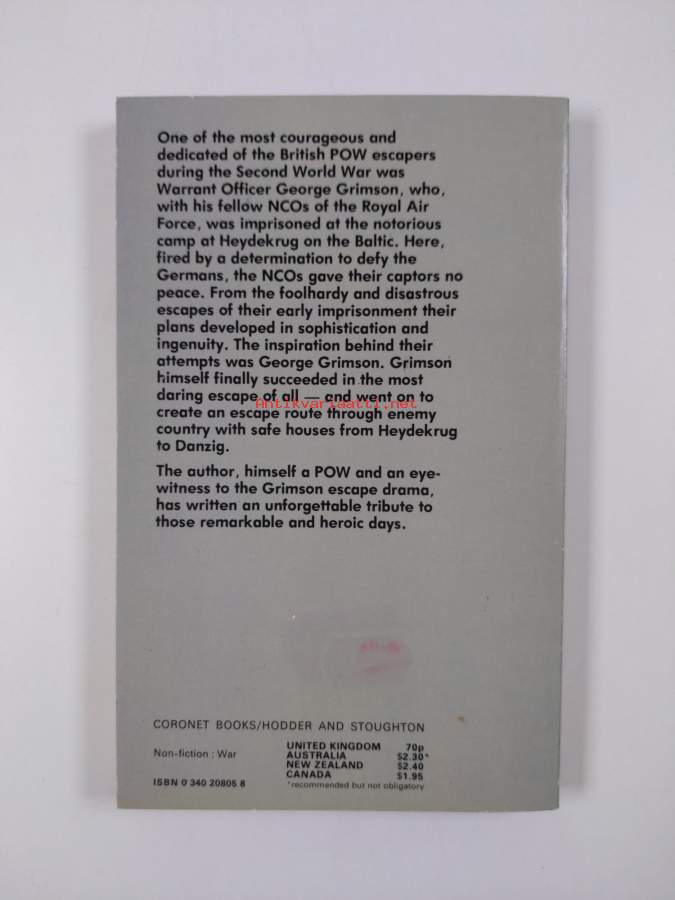 One of the most courageous and
dedicated of the British POW escapers
during the Second World War was
Warrant Officer George Grimson, who,
with his fellow NCOs of the Royal Air
Force, was imprisoned at the notorious
camp at Heydekrug on the Baltic. Here,
fired by a determination to defy the
Germans, the NCOs gave their captors no
peace. From the foolhardy and disastrous
escapes of their early imprisonment their
plans developed in sophistication and
ingenuity. The inspiration behind their
attempts was George Grimson. Grimson
himself finally succeeded in the most
daring escape of all — and went on to
Antikvariaatti.net
create an escape route through enemy
country with safe houses from Heydekrug
to Danzig.
The author, himself a POW and an eye-
witness to the Grimson escape drama,
has written an unforgettable tribute to
those remarkable and heroic days.
CORONET BOOKS/HODDER AND STOUGHTON
Non-fiction : War
ISBN 0 340 20805 8
UNITED KINGDOM 70p
AUSTRALIA $2.30*
NEW ZEALAND $2.40
CANADA $1.95
*recommended but not obligatory